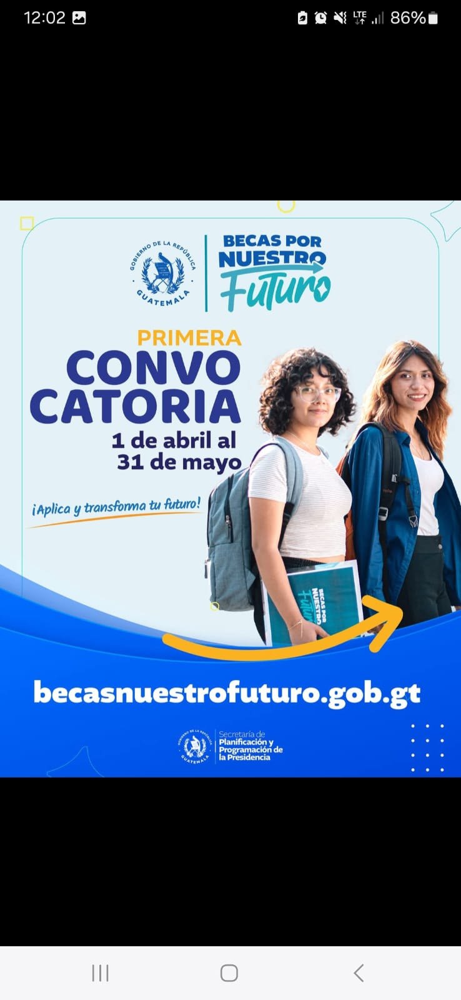 12:02
LTE
86%
GOBIERNO DE LA REPÚBLICA
GUATEMALA
BECAS POR
NUESTRO
Futuro
PRIMERA
CONVO
CATORIA
1 de abril al
31 de mayo
¡Aplica y transforma tu futuro!
BECAS POR
NUESTRO
Futuro
becasnuestrofuturo.gob.gt
GOBIERNO DE LA REPÚBLICA
GUATEMALA
Secretaría de
Planificación y
Programación de
la Presidencia